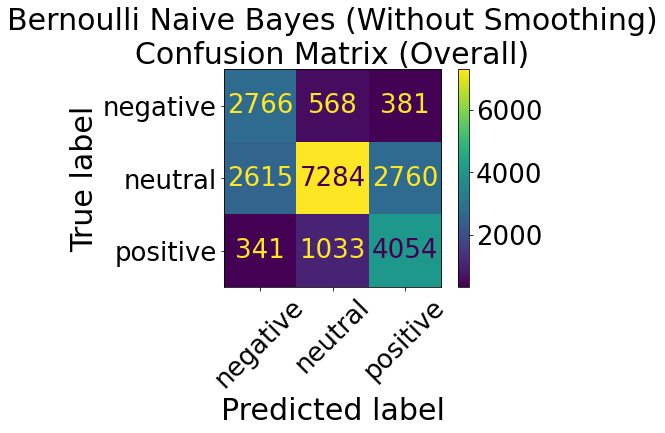 Bernoulli Naive Bayes (Without Smoothing)
Confusion Matrix (Overall)
True label
negative 2766 568 381
neutral 2615 7284 2760
positive 341 1033 4054
negative neutral positive
Predicted label
6000
4000
2000